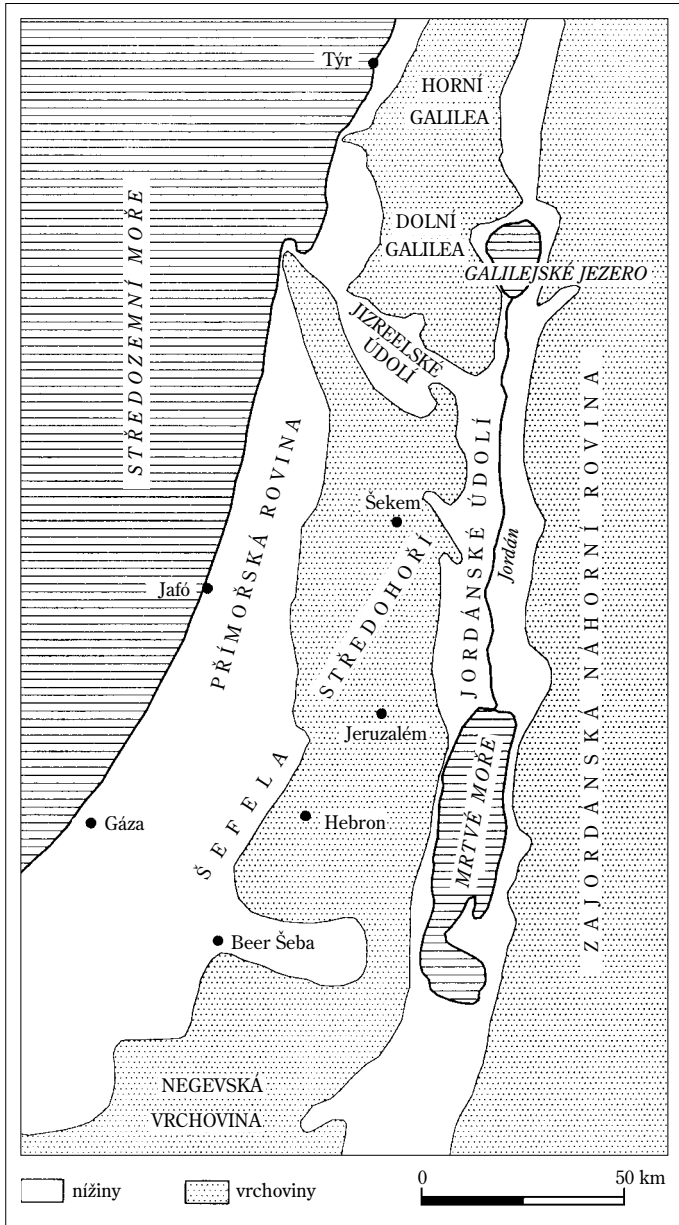 Týr
HORNÍ
GALILEA
STŘEDOZEMNÍ MOŘE
DOLNÍ
GALILEA
GALILEJSKÉ JEZERO
JIZREELSKÉ
ÚDOLÍ
PŘÍMOŘSKÁ ROVINA
Šekem
STŘEDOHOŘÍ
JORDÁNSKÉ ÚDOLÍ
Jordán
ZAJORDÁNSKÁ NÁHORNÍ ROVINA
Jafó
Jeruzalém
ŠEFELA
MRTVÉ MOŘE
Gáza
Hebron
Beer Šeba
NEGEVSKÁ
VRCHOVINA
nížiny
vrchoviny
0
50 km